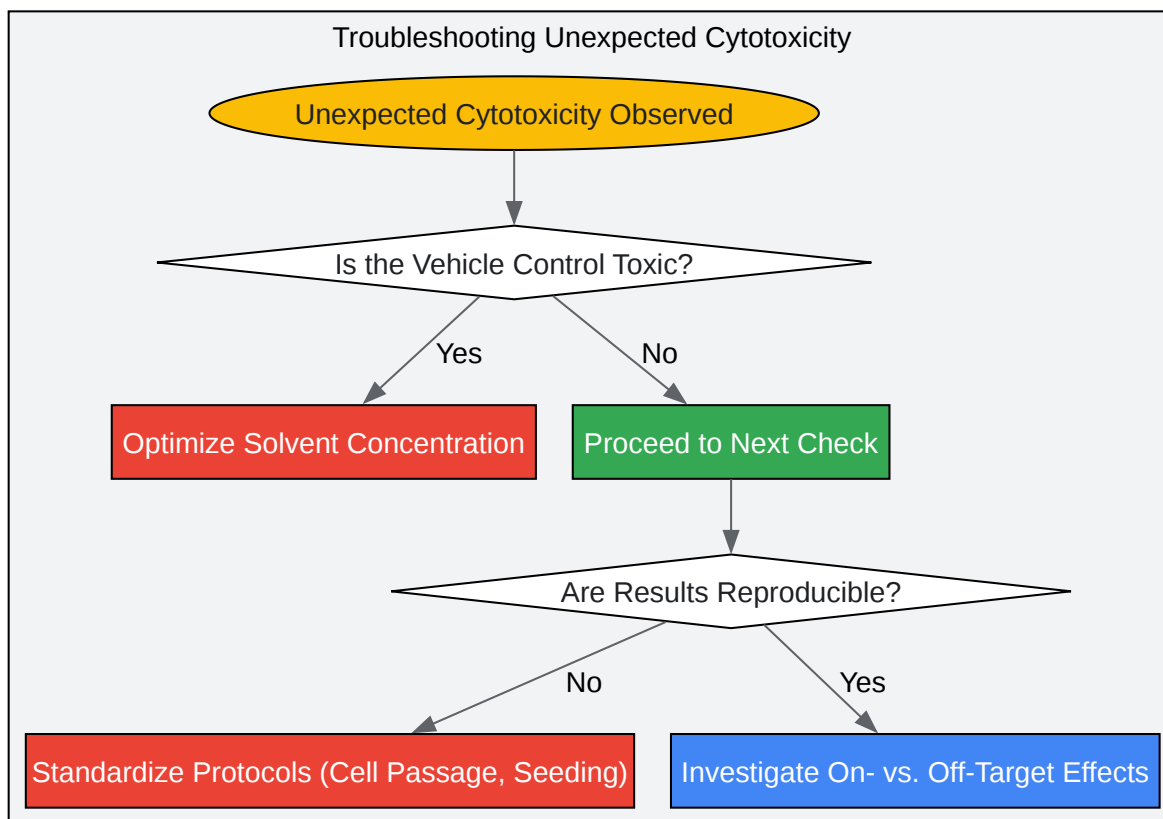 Troubleshooting Unexpected Cytotoxicity
Unexpected Cytotoxicity Observed
Is the Vehicle Control Toxic?
Yes
No
Optimize Solvent Concentration
Proceed to Next Check
Are Results Reproducible?
No
Yes
Standardize Protocols (Cell Passage, Seeding)
Investigate On- vs. Off-Target Effects